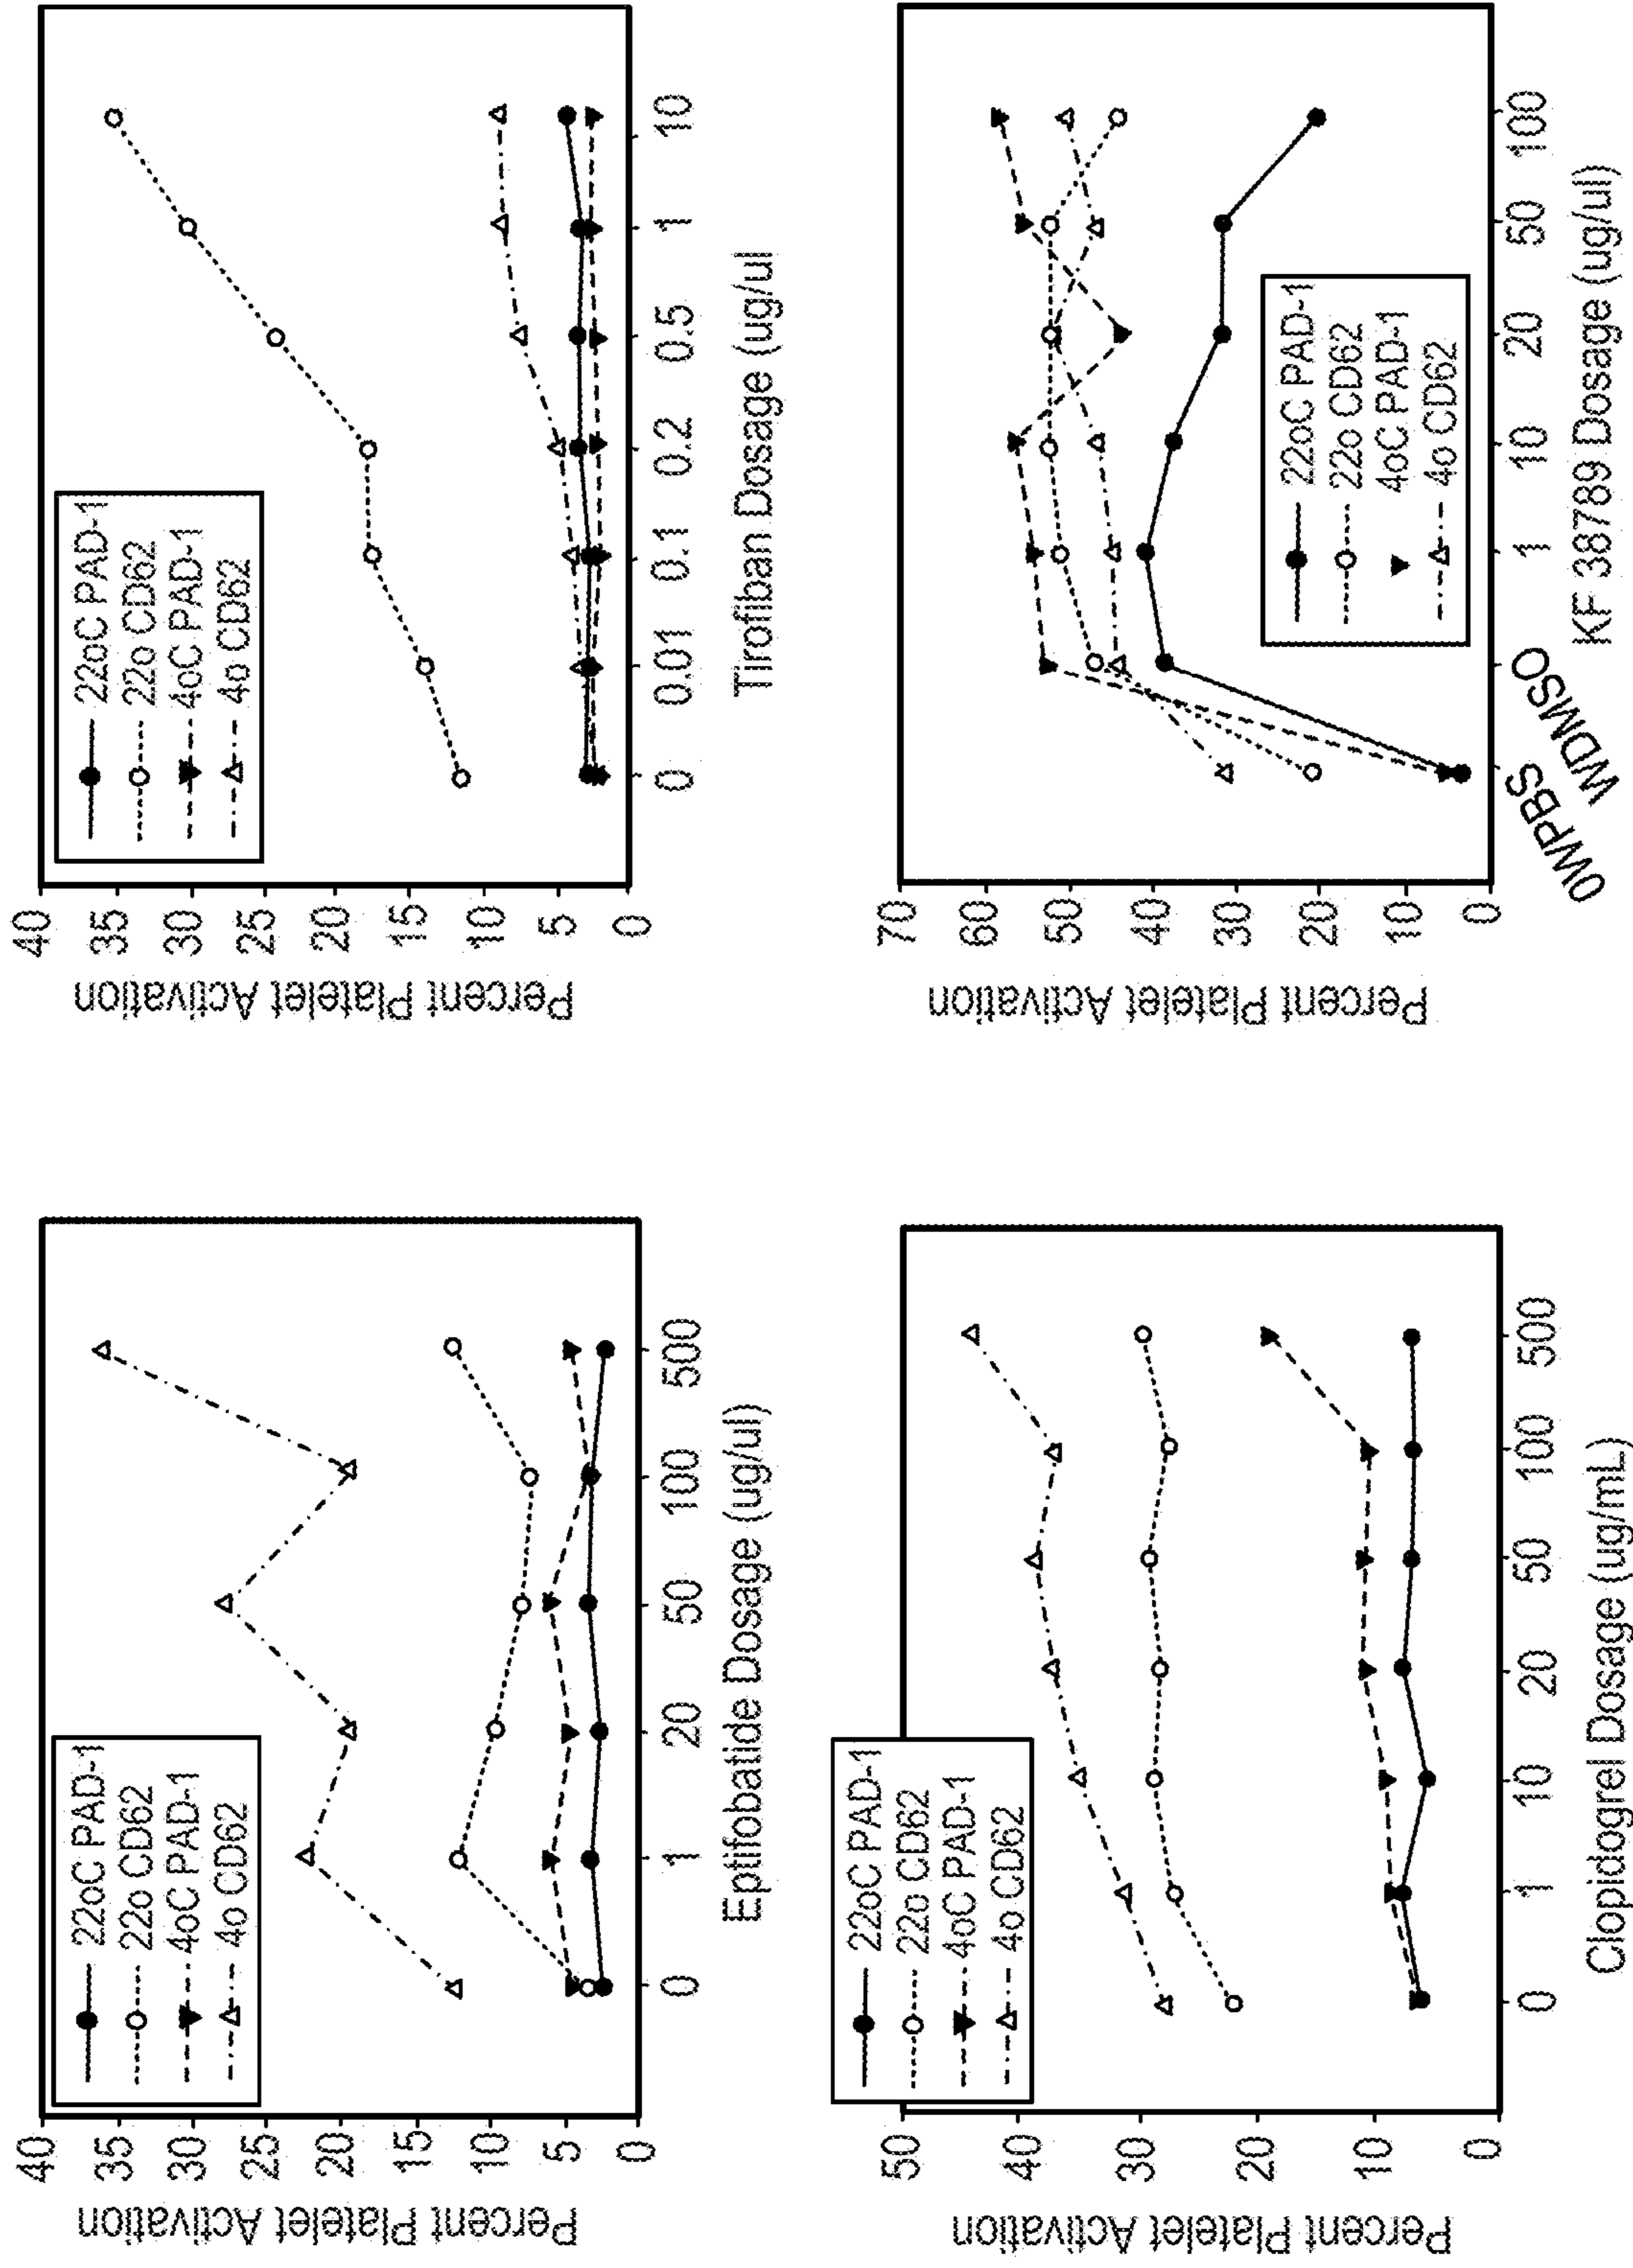 Percent Platelet Activation
40
35
30
25
20
15
10
5
0
22oC PAD-1
22o CD62
4oC PAD-1
4o CD62
0
1
20
50
100
500
Eptifobatide Dosage (ug/ul)
Percent Platelet Activation
40
35
30
25
20
15
10
5
0
22oC PAD-1
22o CD62
4oC PAD-1
4o CD62
0
0.01
0.1
0.2
0.5
1
10
Tirofiban Dosage (ug/ul
Percent Platelet Activation
50
40
30
20
10
0
22oC PAD-1
22o CD62
4oC PAD-1
4o CD62
0
1
10
20
50
100
500
Clopidogrel Dosage (ug/mL)
Percent Platelet Activation
70
60
50
40
30
20
10
0
22oC PAD-1
22o CD62
4oC PAD-1
4o CD62
0WPBS
WDMSO
1
10
20
50
100
KF 38789 Dosage (ug/ul)